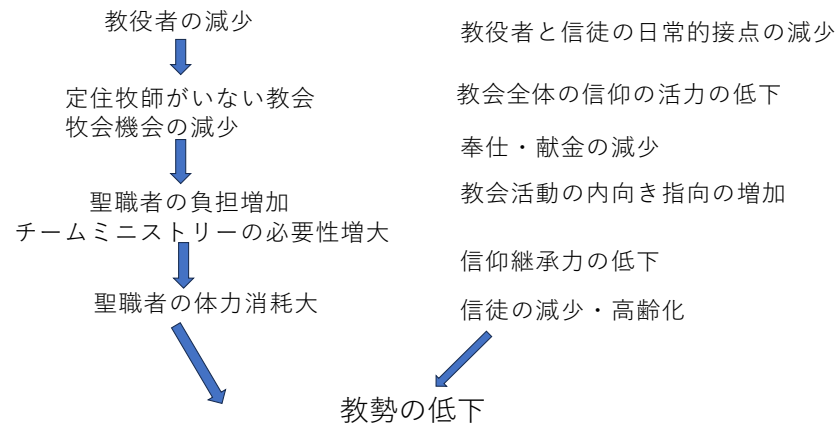 教役者の減少
定住牧師がいない教会
牧会機会の減少
聖職者の負担増加
チームミニストリーの必要性増大
聖職者の体力消耗大
教役者と信徒の日常的接点の減少
教会全体の信仰の活力の低下
奉仕・献金の減少
教会活動の内向き指向の増加
信仰継承力の低下
信徒の減少・高齢化
教勢の低下